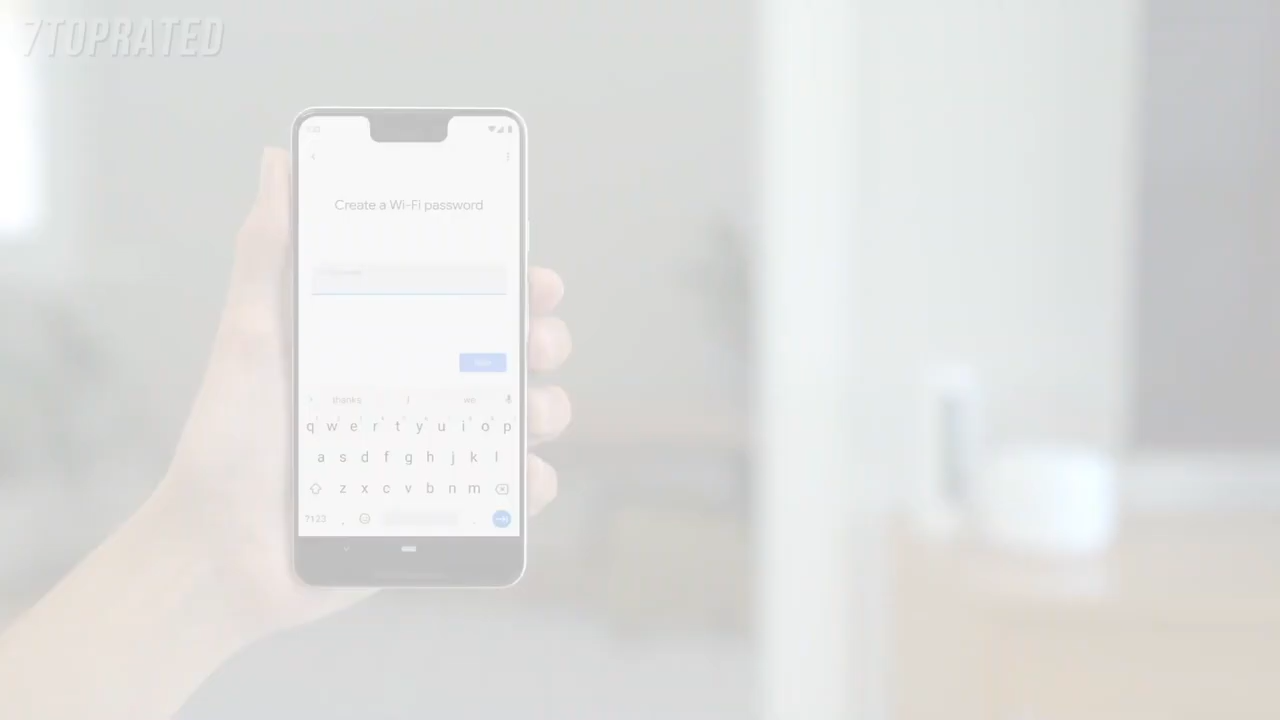 7TOPRATED
Create a Wi-Fi password
thanks I we
q w e r t y u i o p
a s d f g h j k l
z x c v b n m
?123 , .